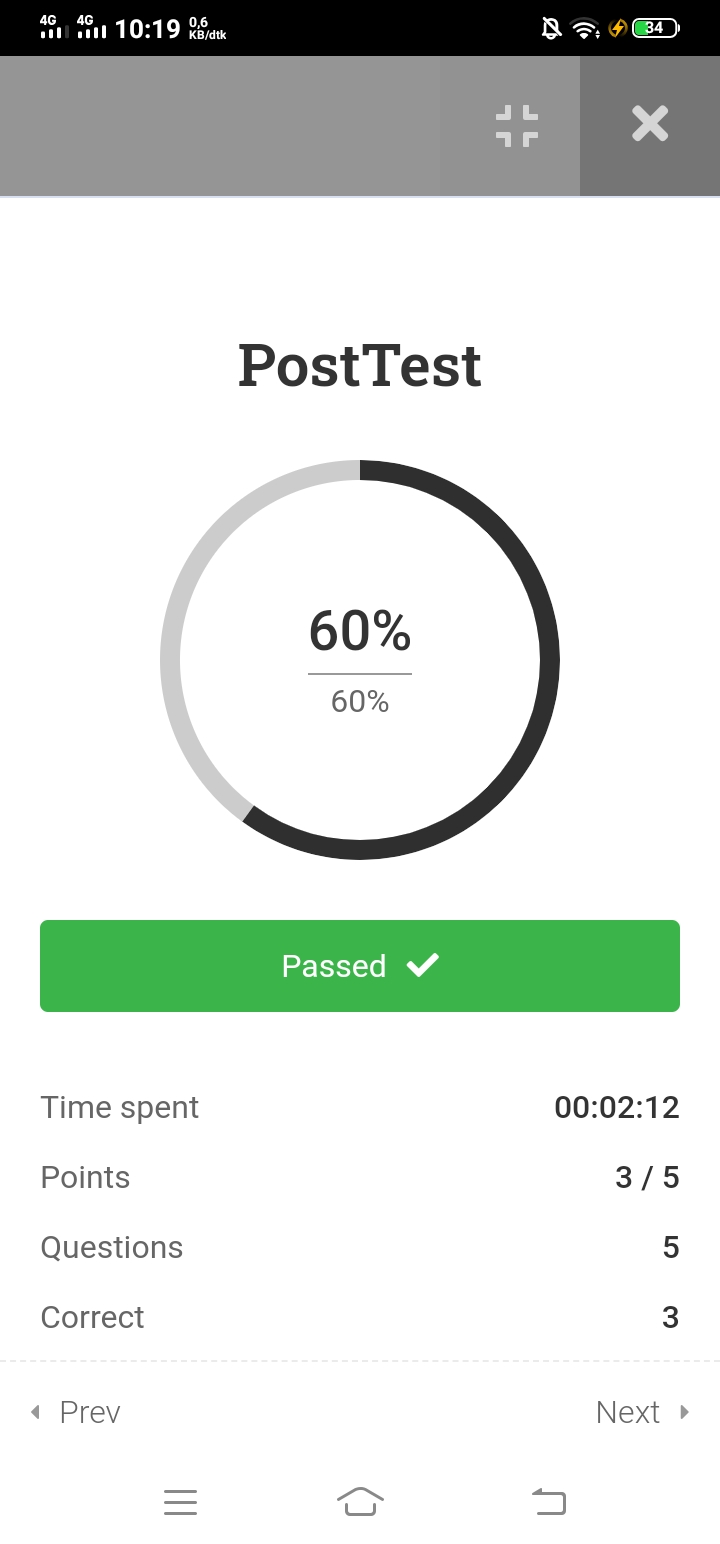 4G 4G 10:19 0,6 KB/dtk 34
PostTest
60%
60%
Passed
Time spent 00:02:12
Points 3 / 5
Questions 5
Correct 3
Prev Next